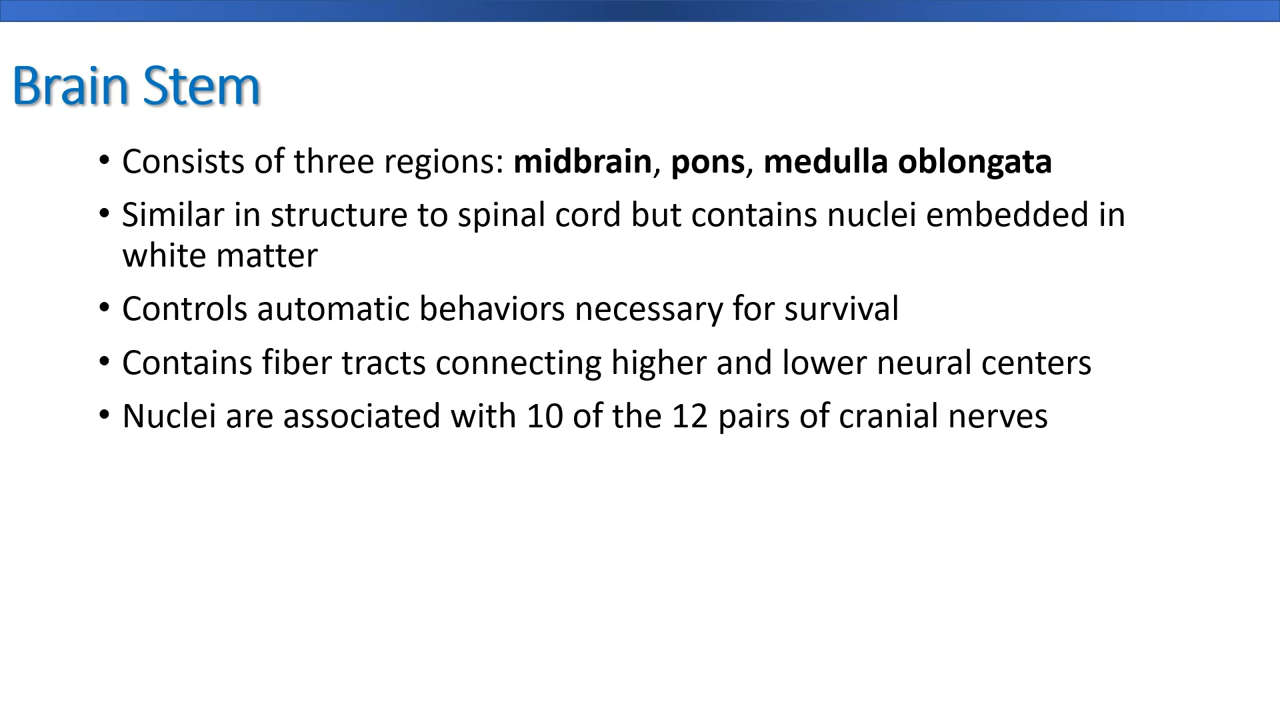 Brain Stem
• Consists of three regions: midbrain, pons, medulla oblongata
• Similar in structure to spinal cord but contains nuclei embedded in
white matter
• Controls automatic behaviors necessary for survival
• Contains fiber tracts connecting higher and lower neural centers
• Nuclei are associated with 10 of the 12 pairs of cranial nerves